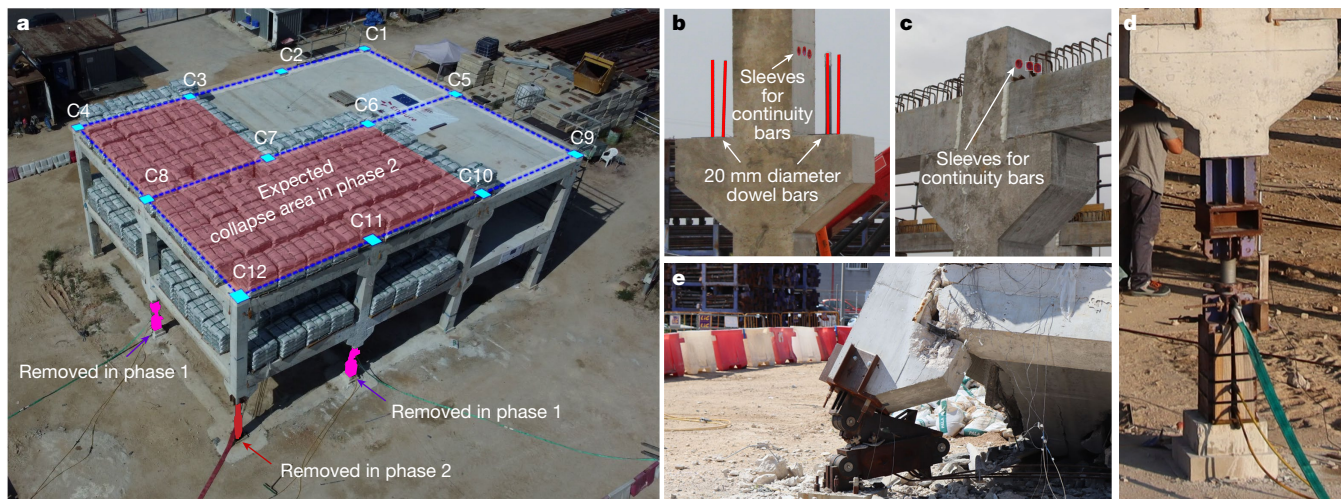 a
C1
C2
C3
C4
C5
C6
C7
C8
C9
C10
C11
C12
Expected
collapse area in phase 2
Removed in phase 1
Removed in phase 1
Removed in phase 2
b
Sleeves
for
continuity
bars
20 mm diameter
dowel bars
c
Sleeves for
continuity bars
d
e